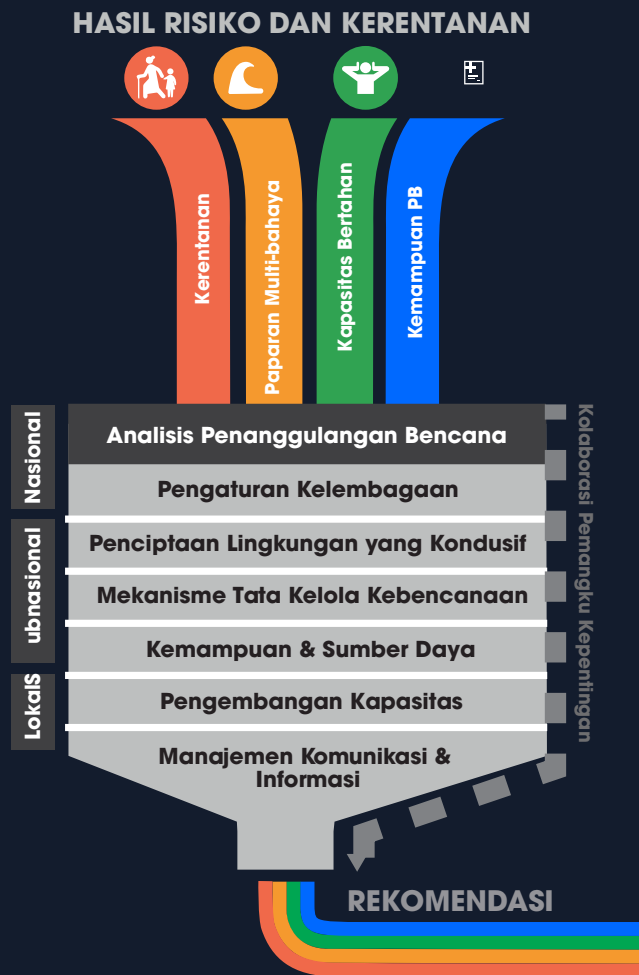 HASIL RISIKO DAN KERENTANAN
Kerentanan
Paparan Multi-bahaya
Kapasitas Bertahan
Kemampuan PB
Nasional
ubnasional
LokalS
Analisis Penanggulangan Bencana
Pengaturan Kelembagaan
Penciptaan Lingkungan yang Kondusif
Mekanisme Tata Kelola Kebencanaan
Kemampuan & Sumber Daya
Pengembangan Kapasitas
Manajemen Komunikasi &
Informasi
Kolaborasi Pemangku Kepentingan
REKOMENDASI